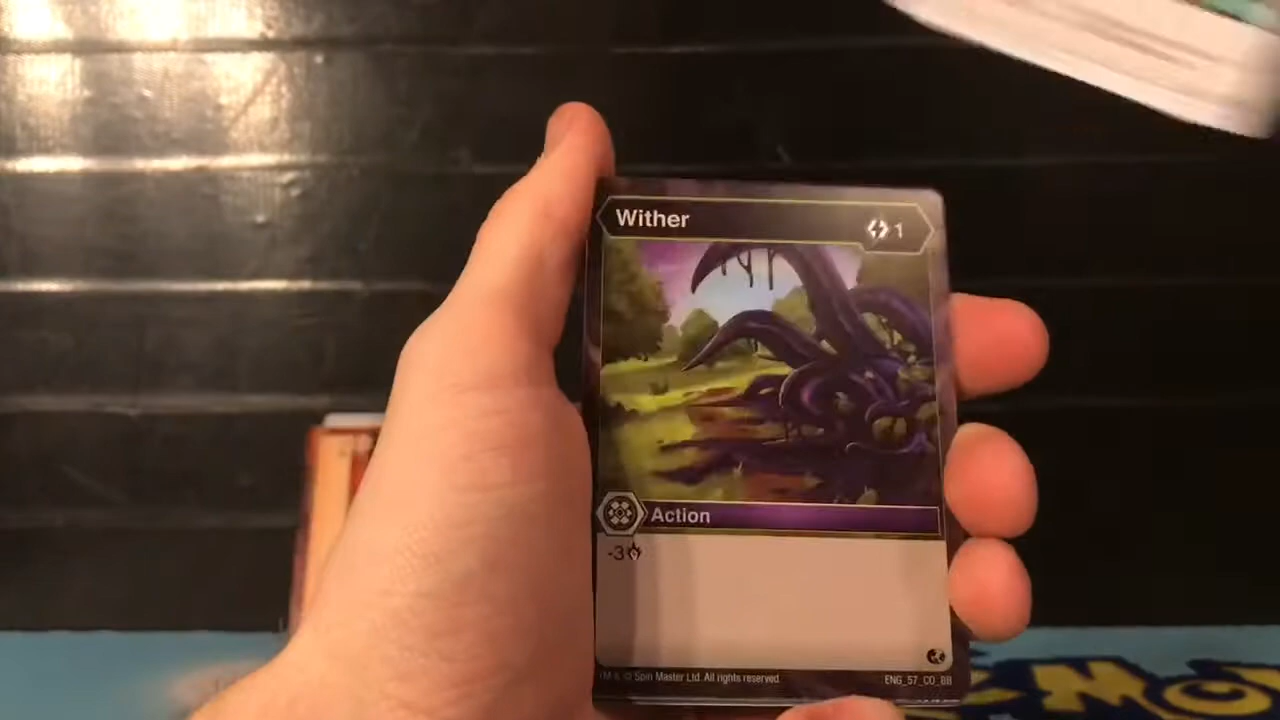 Wither
1
Action
-3
TM & © Spin Master Ltd. All rights reserved.
ENG_57_CO_BB